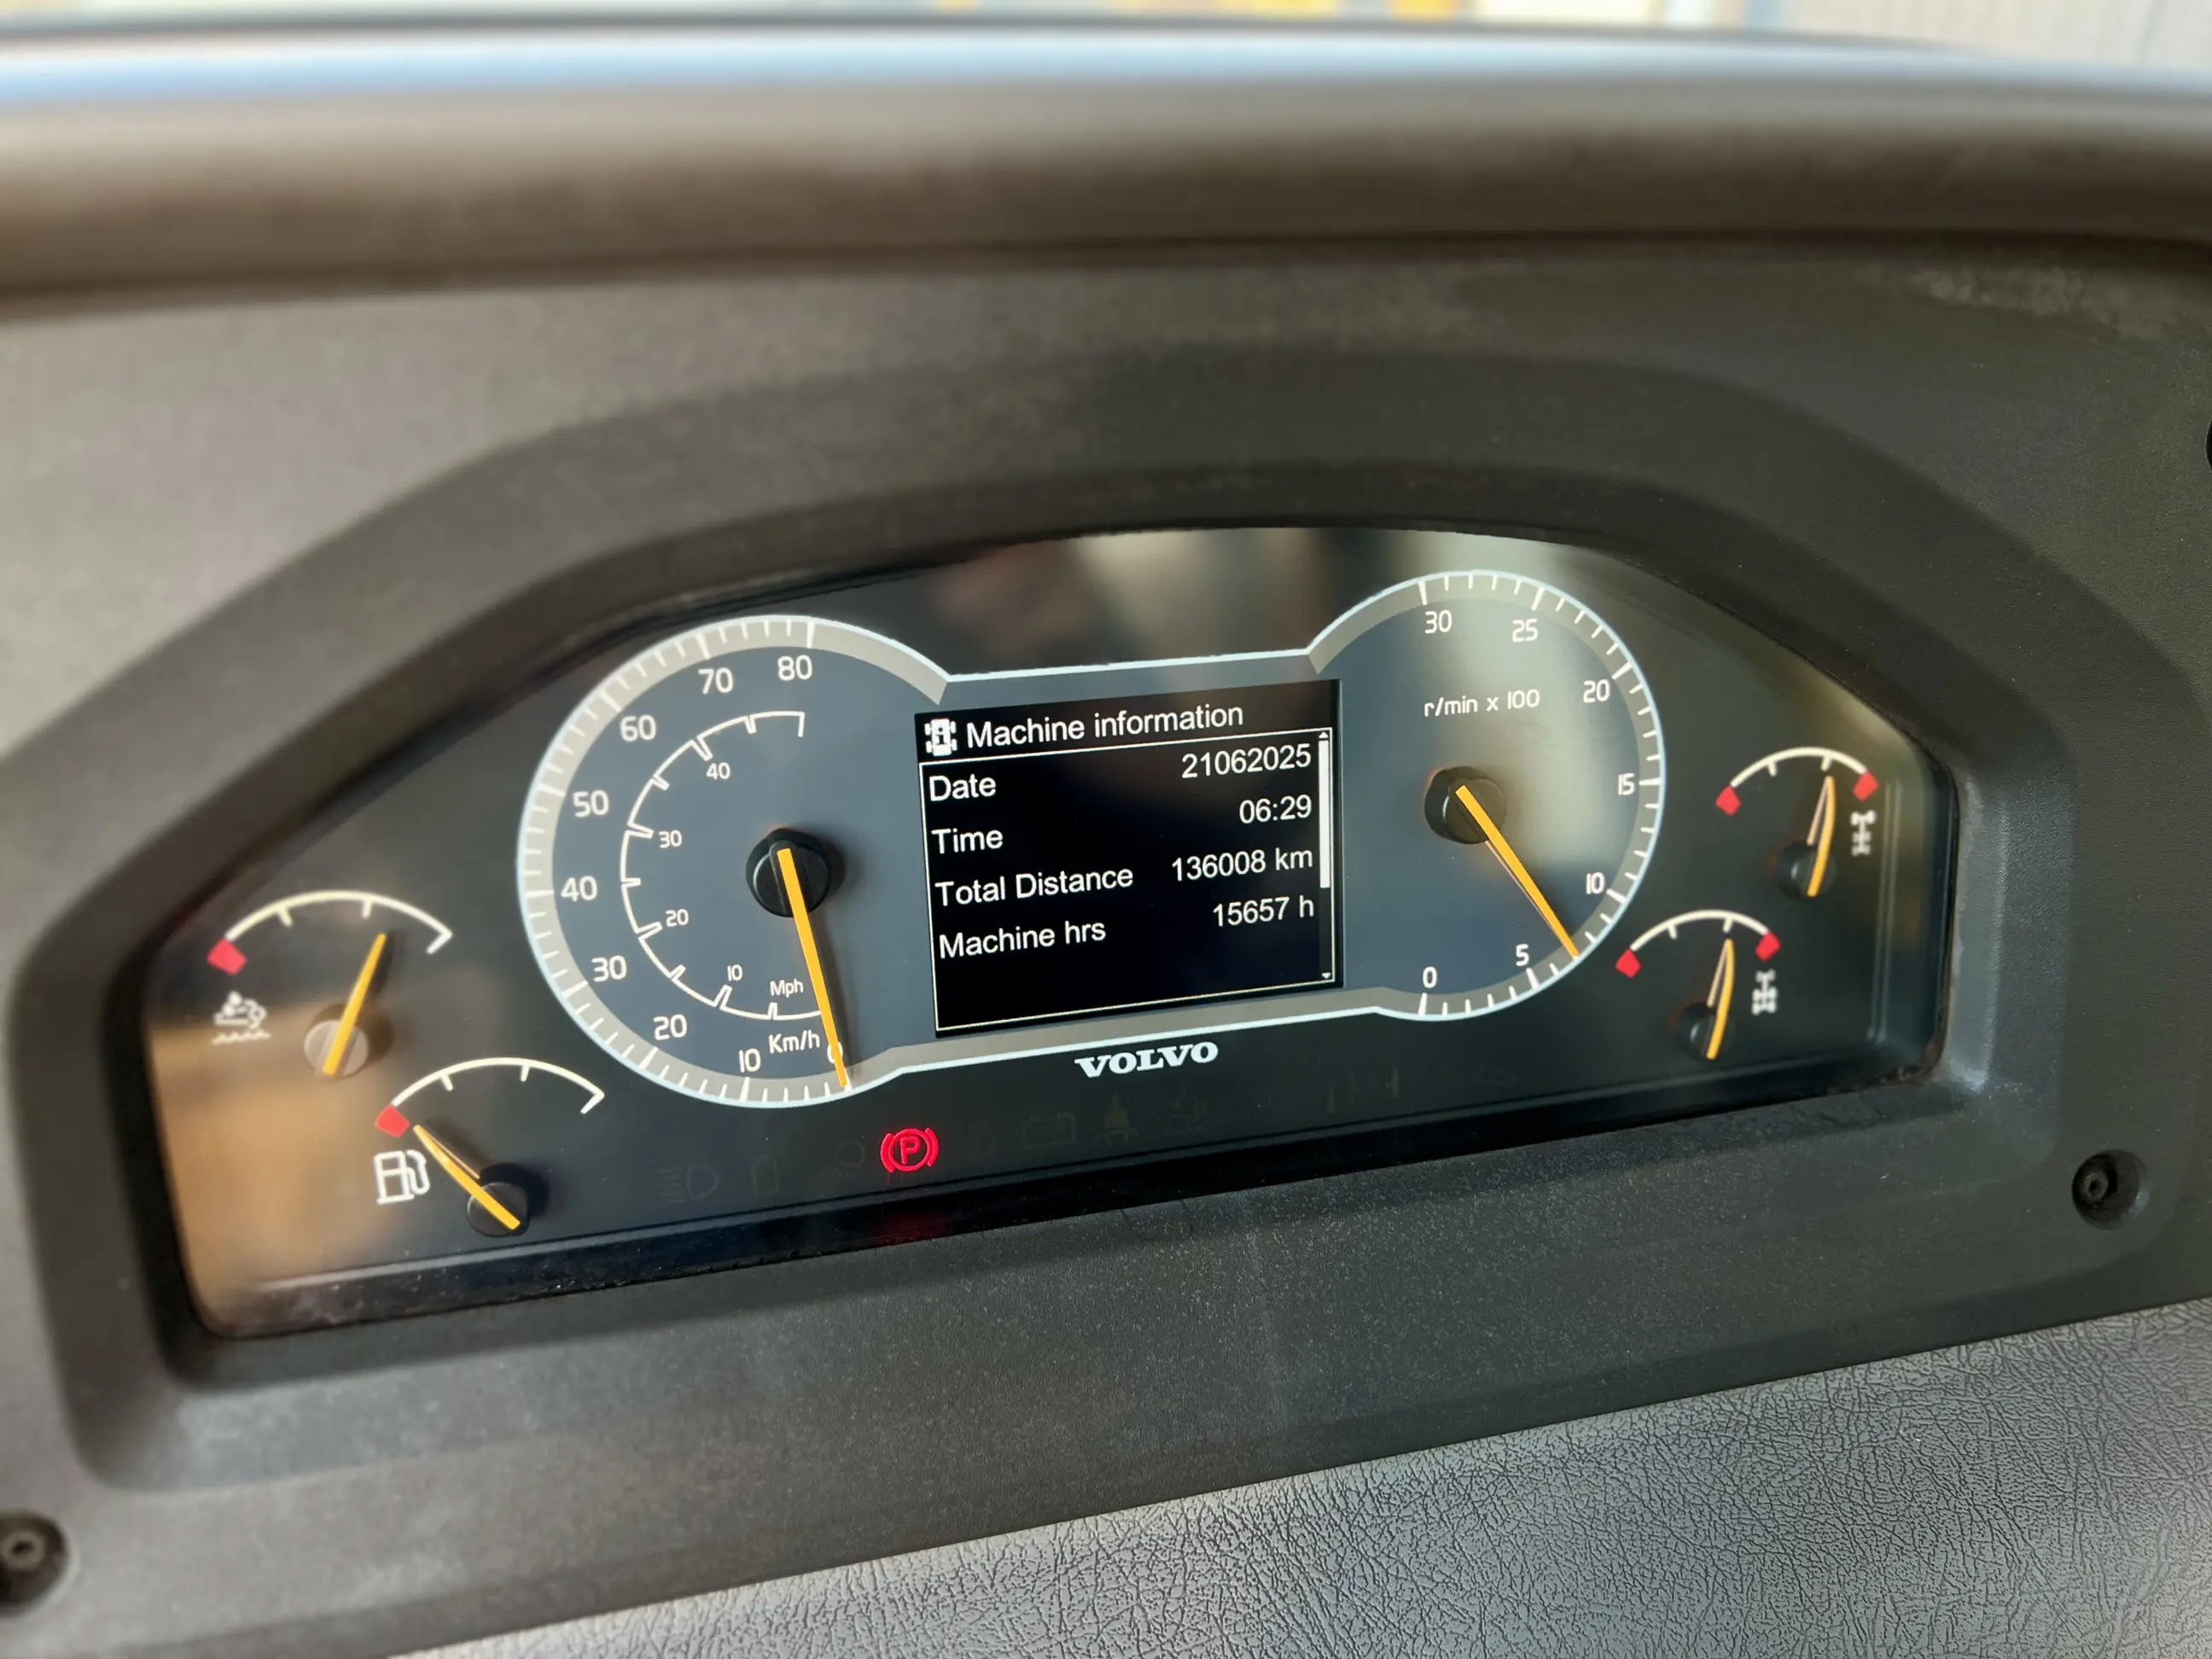 80
70
60
50
40
30
20
10
0
40
30
20
10
Mph
Km/h
Machine information
Date 21062025
Time 06:29
Total Distance 136008 km
Machine hrs 15657 h
30
25
20
15
10
5
0
r/min x 100
VOLVO
P